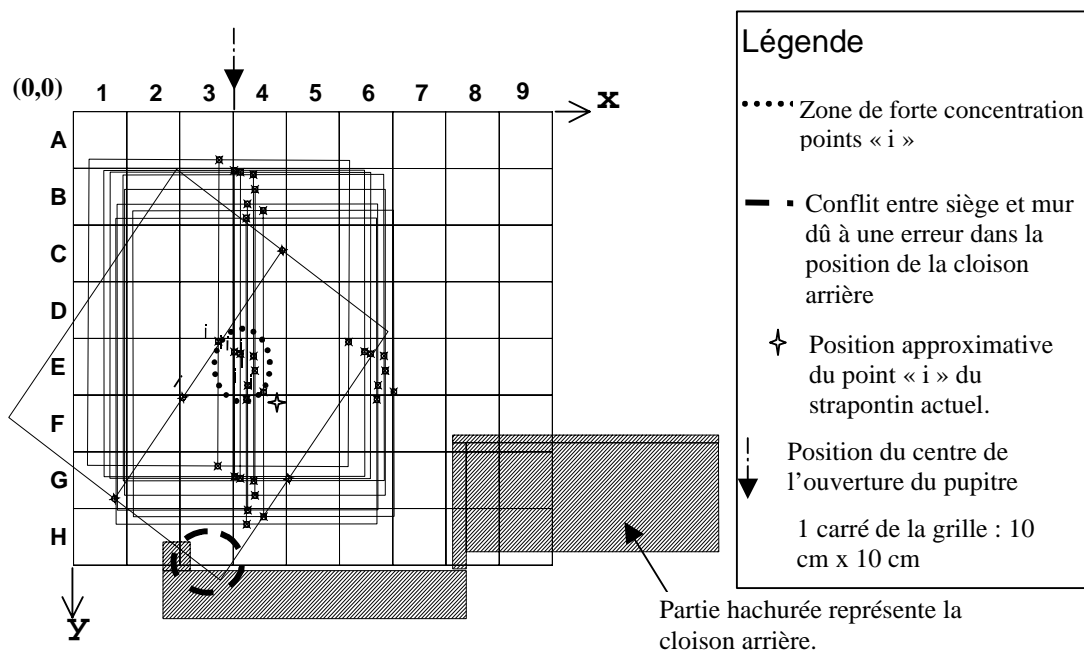 (0,0)
1 2 3 4 5 6 7 8 9
x
A
B
C
D
E
F
G
H
y
i
i
i
Légende
Zone de forte concentration
points « i »
Conflit entre siège et mur
dû à une erreur dans la
position de la cloison
arrière
Position approximative
du point « i » du
strapontin actuel.
Position du centre de
l'ouverture du pupitre
1 carré de la grille : 10
cm x 10 cm
Partie hachurée représente la
cloison arrière.